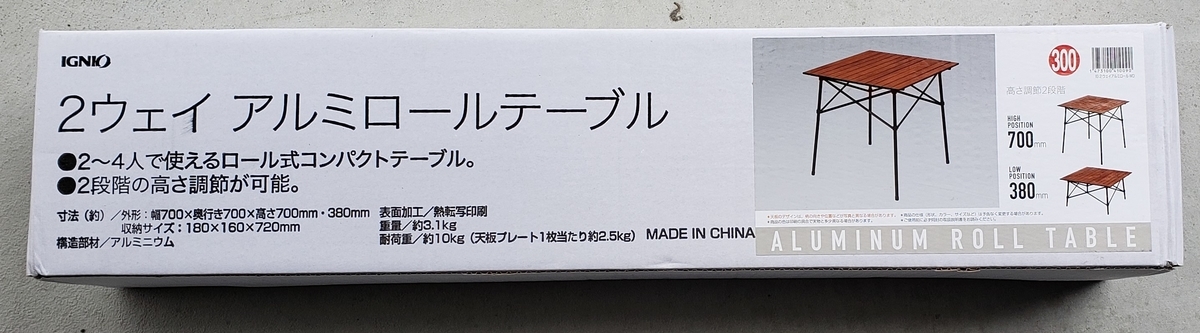 IGNIO
2ウェイ アルミロールテーブル
●2〜4人で使えるロール式コンパクトテーブル。
●2段階の高さ調節が可能。
寸法（約）／外形：幅700×奥行き700×高さ700mm・380mm
収納サイズ：180×160×720mm
構造部材／アルミニウム
表面加工／熱転写印刷
重量／約3.1kg
耐荷重／約10kg（天板プレート1枚当たり約2.5kg）
MADE IN CHINA
300
高さ調節2段階
HIGH
POSITION
700mm
LOW
POSITION
380mm
ALUMINUM ROLL TABLE